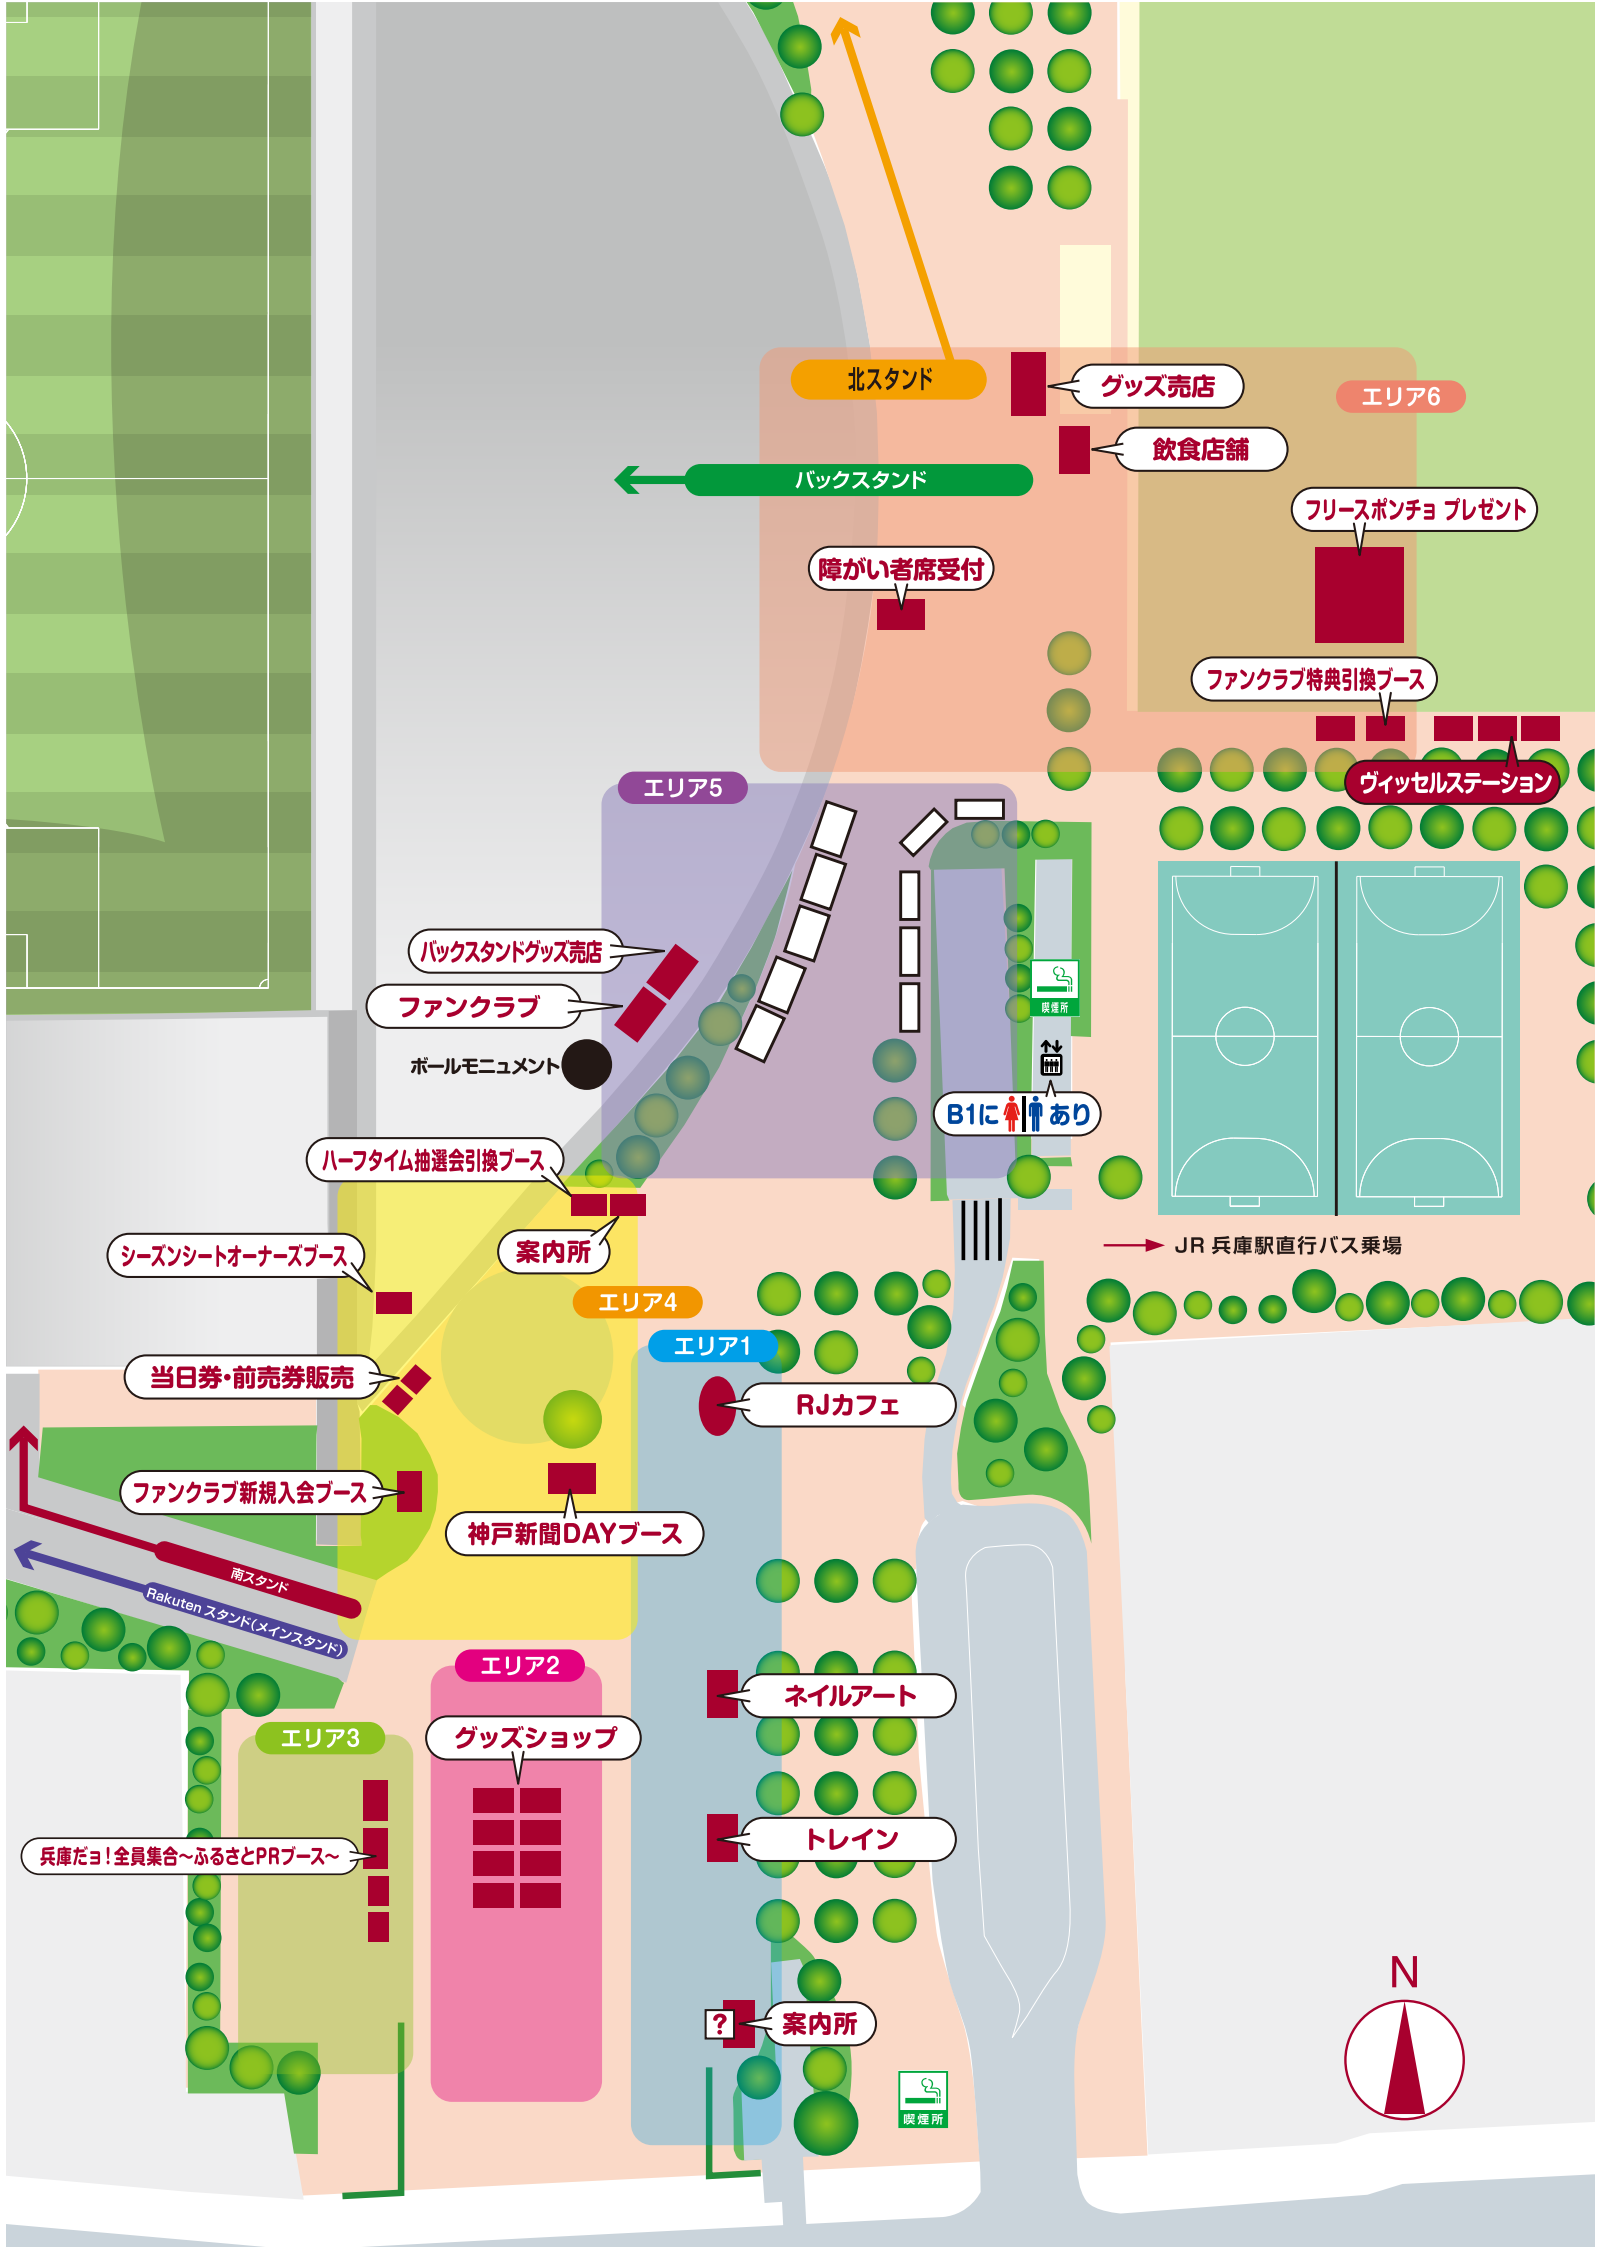 北スタンド
グッズ売店
エリア6
飲食店舗
バックスタンド
フリースポンチョ プレゼント
障がい者席受付
ファンクラブ特典引換ブース
ヴィッセルステーション
エリア5
バックスタンドグッズ売店
ファンクラブ
喫煙所
ボールモニュメント
B1に
あり
ハーフタイム抽選会引換ブース
シーズンシートオーナーズブース
案内所
JR 兵庫駅直行バス乗場
エリア4
エリア1
当日券・前売券販売
RJカフェ
ファンクラブ新規入会ブース
神戸新聞DAYブース
南スタンド
Rakuten スタンド(メインスタンド)
エリア2
ネイルアート
エリア3
グッズショップ
トレイン
兵庫だョ!全員集合〜ふるさとPRブース〜
N
?
案内所
喫煙所